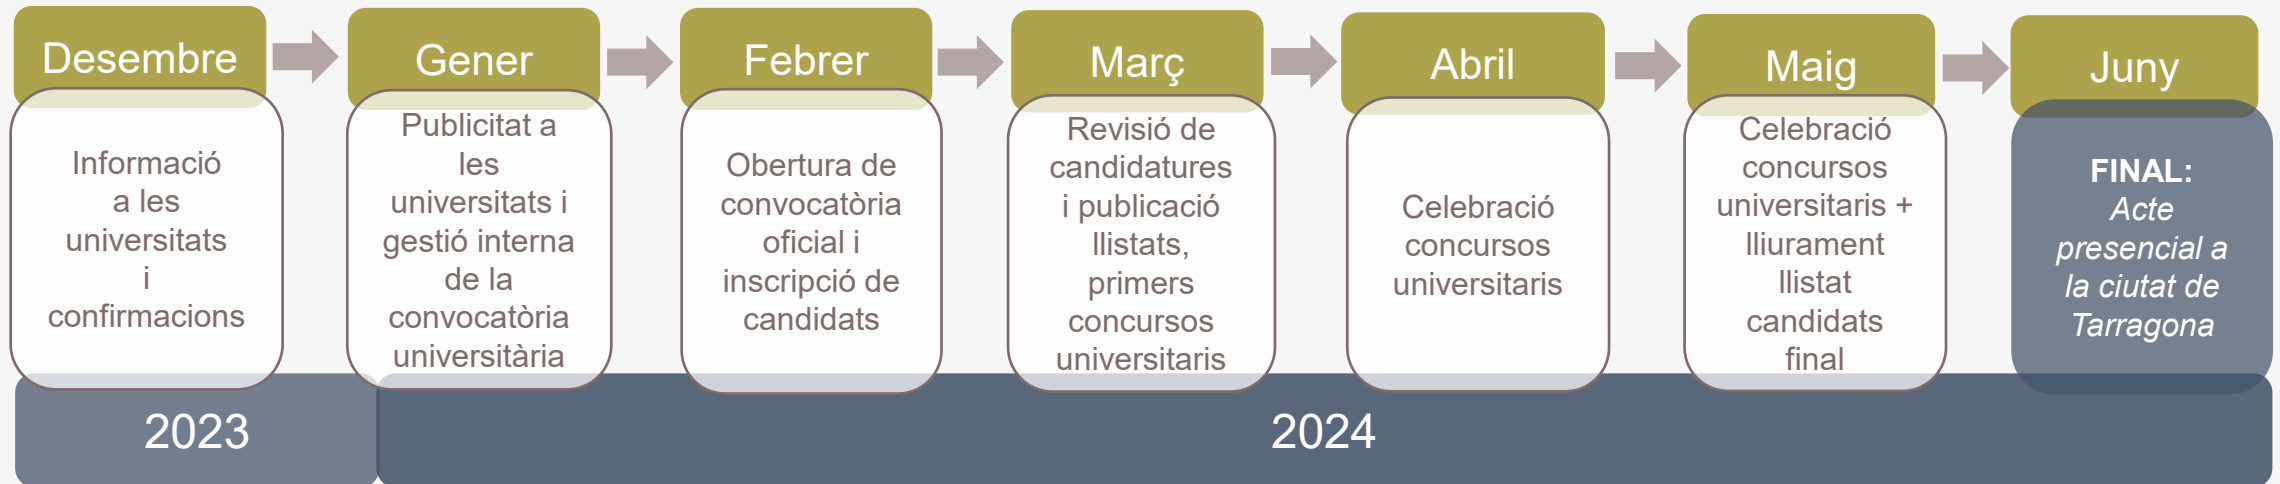 Desembre
Informació
a les
universitats
i
confirmacions
Gener
Publicitat a
les
universitats i
gestió interna
de la
convocatòria
universitària
Febrer
Obertura de
convocatòria
oficial i
inscripció de
candidats
Març
Revisió de
candidatures
i publicació
llistats,
primers
concursos
universitaris
Abril
Celebració
concursos
universitaris
Maig
Celebració
concursos
universitaris +
lliurament
llistat
candidats
final
Juny
FINAL:
Acte
presencial a
la ciutat de
Tarragona
2023
2024